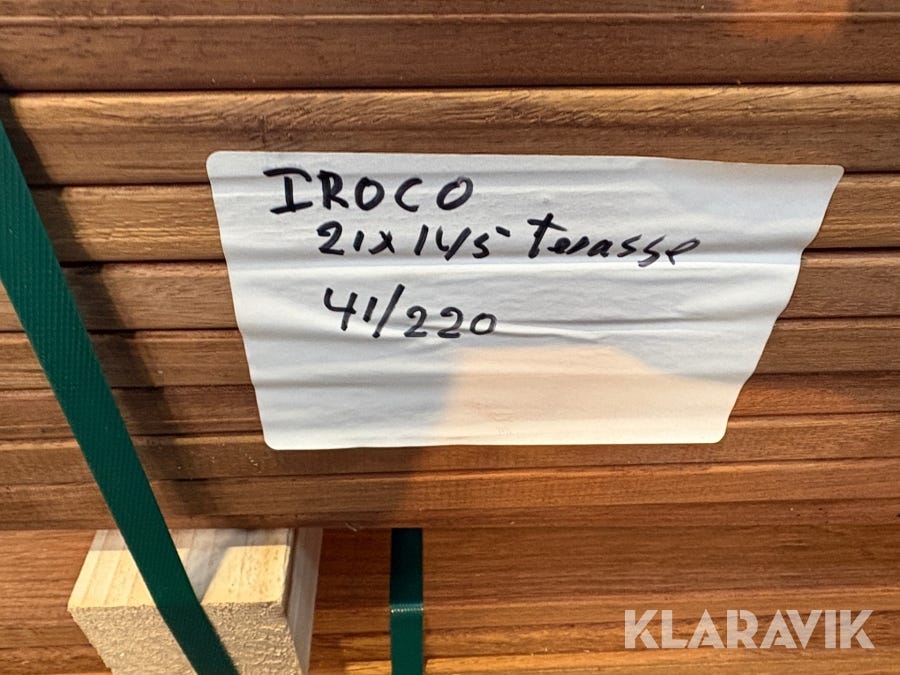 IROCO
21x145 Terasse
41/220
KLARAVIK